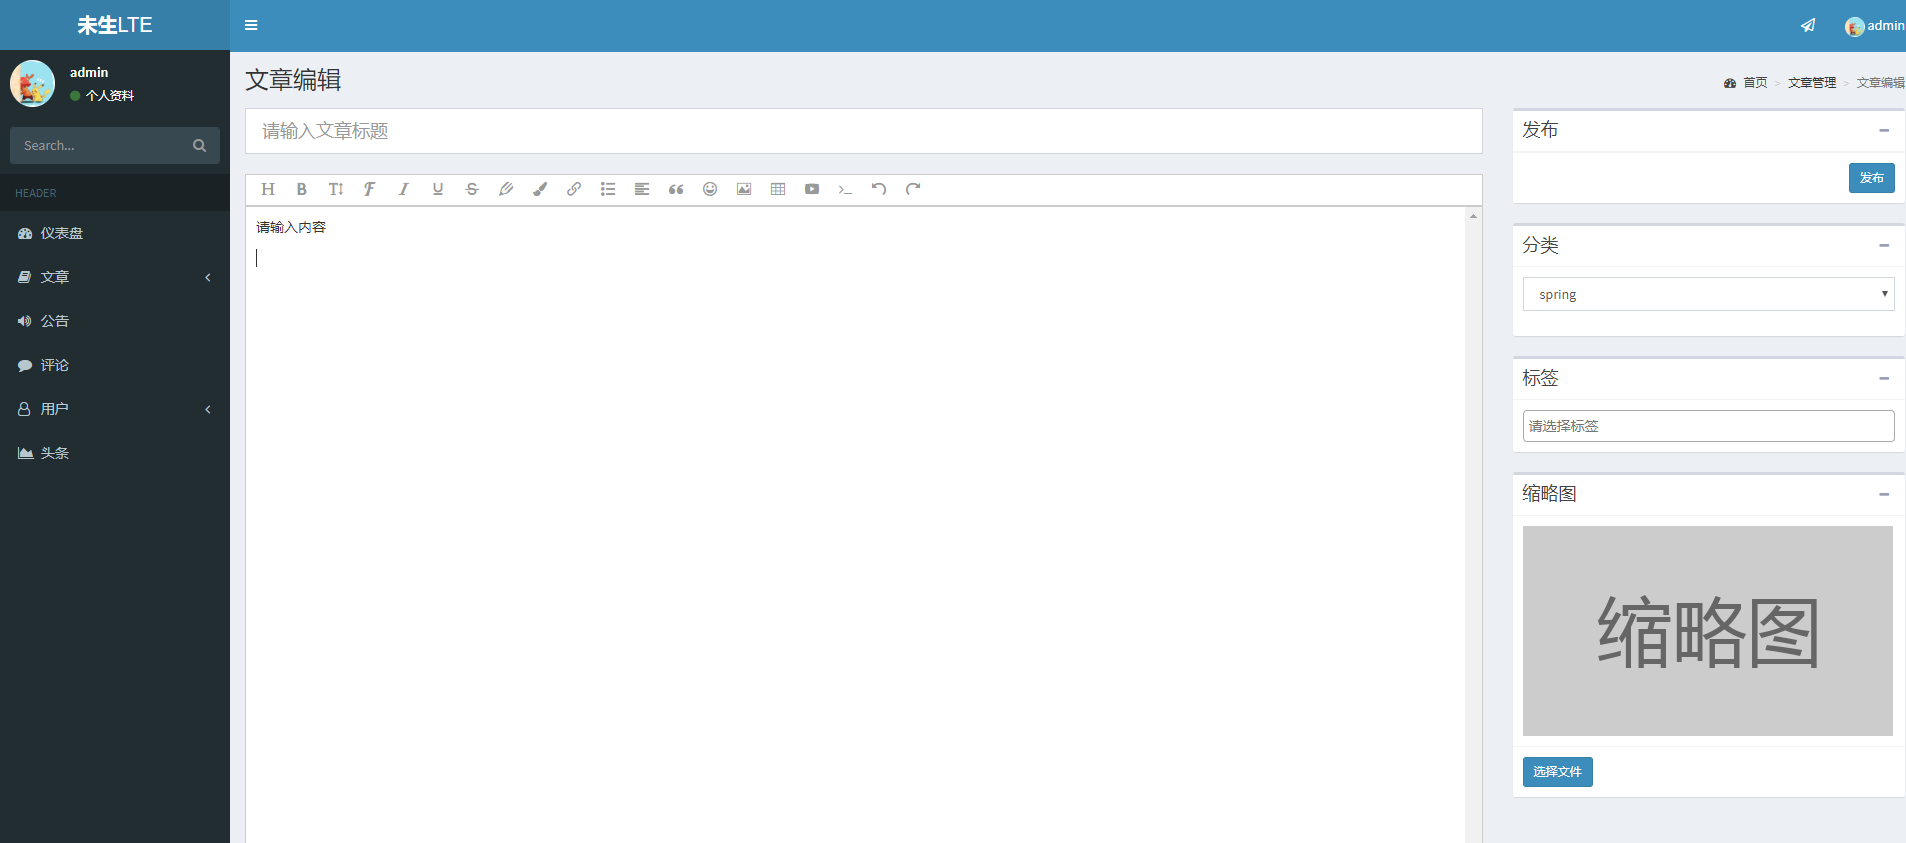 未生LTE
admin
admin
个人资料
Search...
HEADER
仪表盘
文章
公告
评论
用户
头条
文章编辑
首页 > 文章管理 > 文章编辑
请输入文章标题
请输入内容
发布
发布
分类
spring
标签
请选择标签
缩略图
缩略图
选择文件